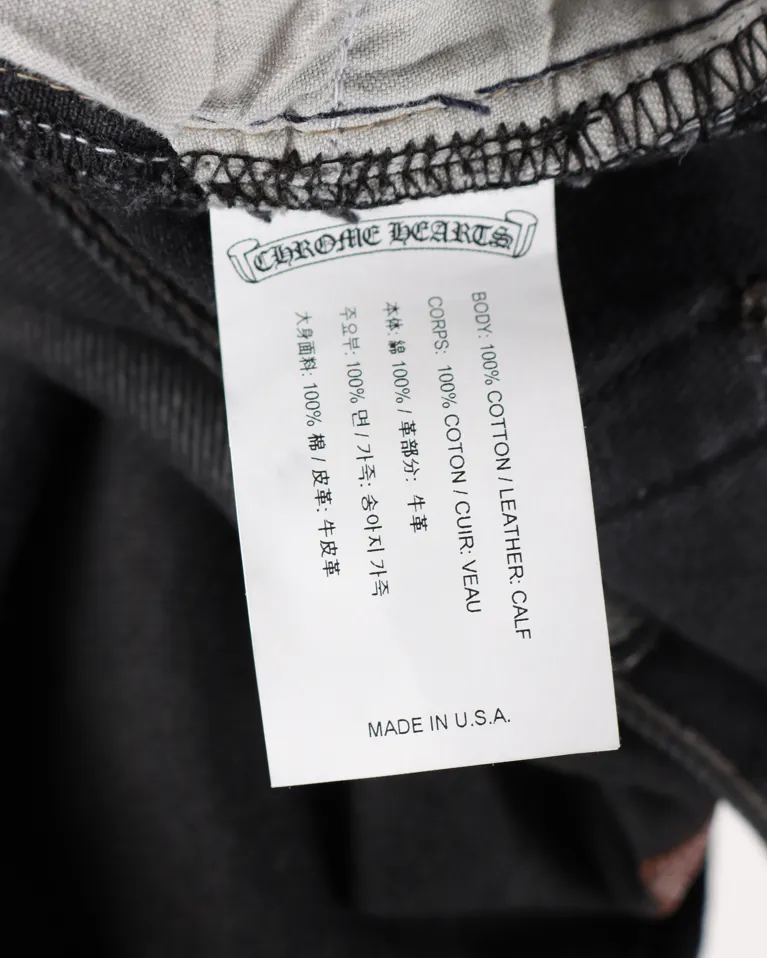 CHROME HEARTS
BODY: 100% COTTON / LEATHER: CALF
CORPS: 100% COTON / CUIR: VEAU
本体: 綿 100% / 革部分: 牛革
주요부: 100% 면 / 가죽: 송아지 가죽
大身面料: 100% 棉 / 皮革: 牛皮革
MADE IN U.S.A.